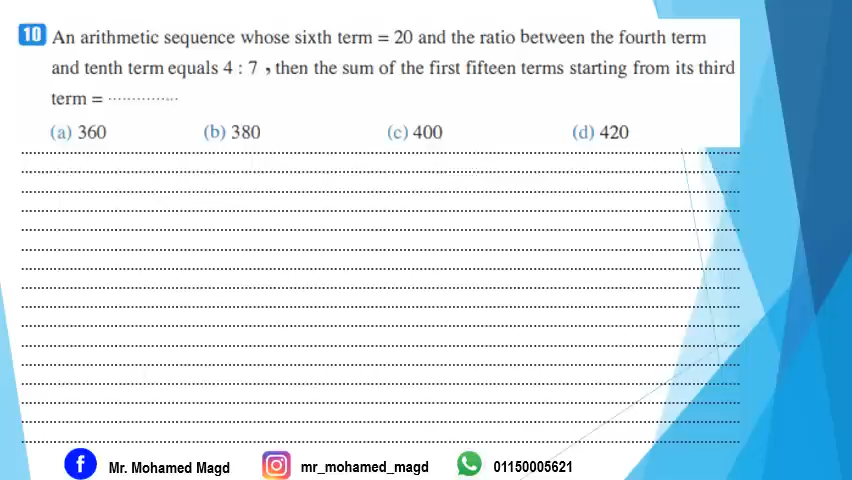 10 An arithmetic sequence whose sixth term = 20 and the ratio between the fourth term
and tenth term equals 4 : 7 , then the sum of the first fifteen terms starting from its third
term = ...............
(a) 360 (b) 380 (c) 400 (d) 420
Mr. Mohamed Magd mr_mohamed_magd 01150005621